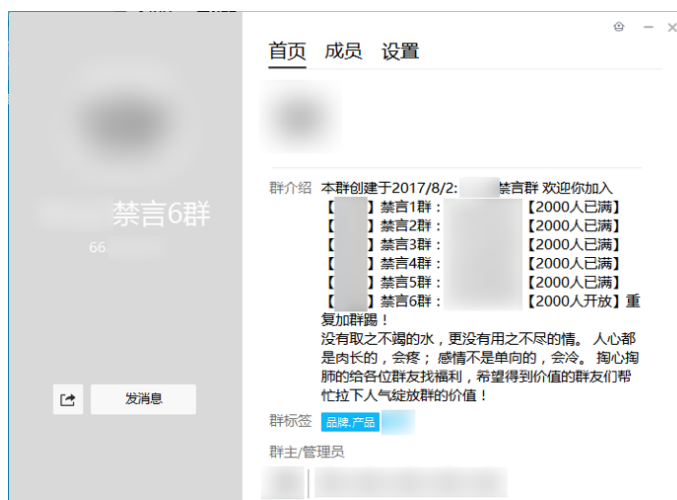 首页 成员 设置
禁言6群
66
发消息
群介绍 本群创建于2017/8/2: 禁言群 欢迎你加入
【 】禁言1群： 【2000人已满】
【 】禁言2群： 【2000人已满】
【 】禁言3群： 【2000人已满】
【 】禁言4群： 【2000人已满】
【 】禁言5群： 【2000人已满】
【 】禁言6群： 【2000人开放】重
复加群踢！
没有取之不竭的水，更没有用之不尽的情。 人心都
是肉长的，会疼； 感情不是单向的，会冷。 掏心掏
肺的给各位群友找福利，希望得到价值的群友们帮
忙拉下人气绽放群的价值！
群标签 品牌.产品
群主/管理员